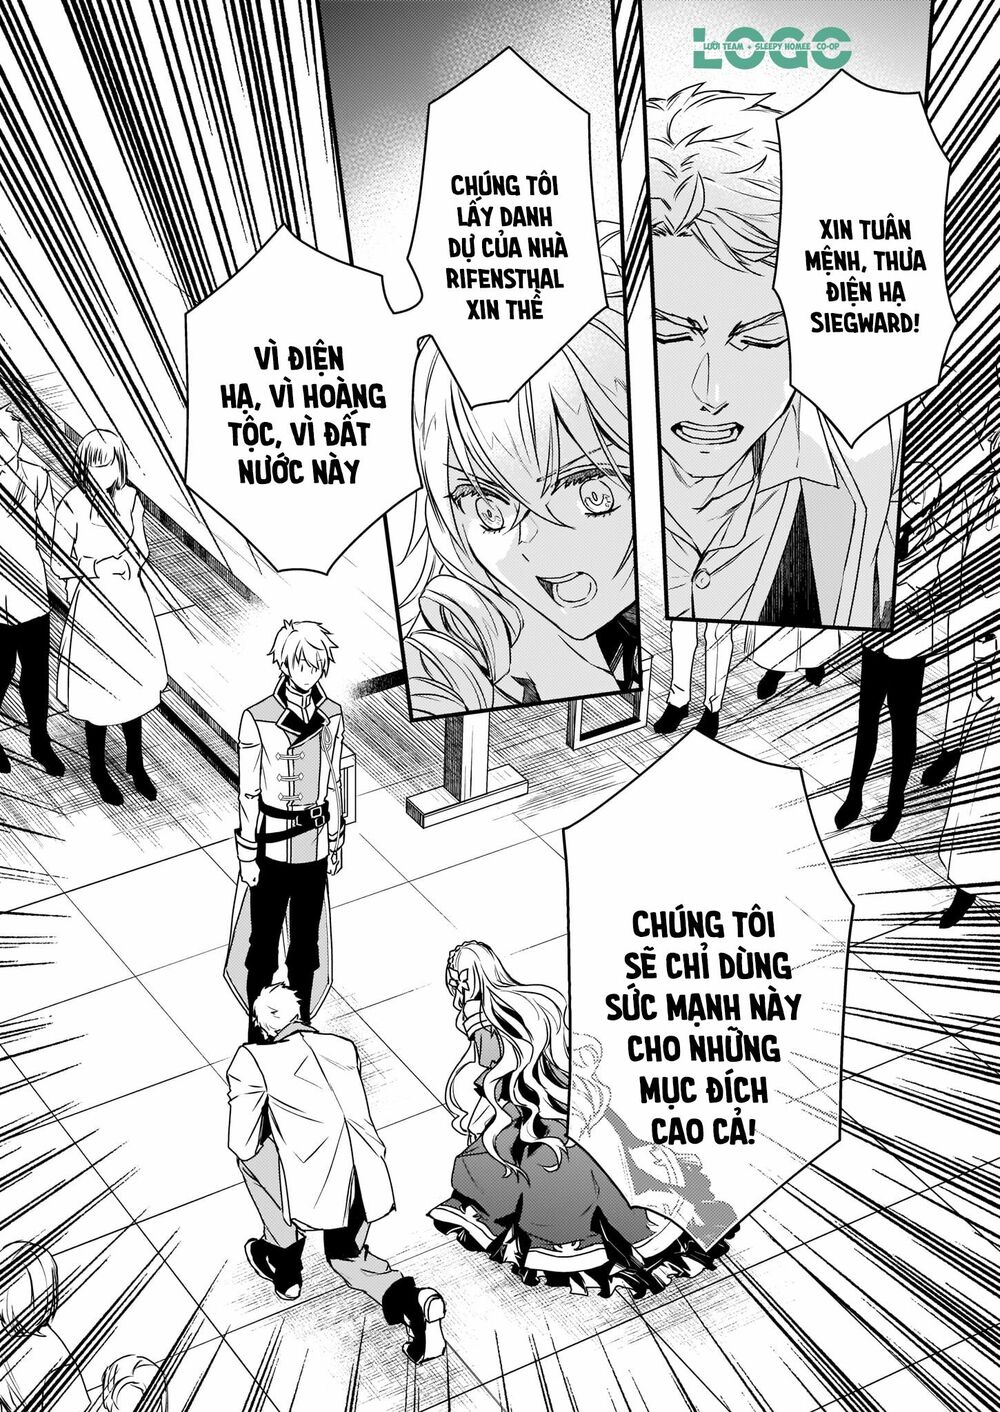 LOGO
LƯỜI TEAM + SLEEPY HOMEE CO-OP
XIN TUÂN
MỆNH, THƯA
ĐIỆN HẠ
SIEGWARD!
CHÚNG TÔI
LẤY DANH
DỰ CỦA NHÀ
RIFENSTHAL
XIN THỀ
VÌ ĐIỆN
HẠ, VÌ HOÀNG
TỘC, VÌ ĐẤT
NƯỚC NÀY
CHÚNG TÔI
SẼ CHỈ DÙNG
SỨC MẠNH NÀY
CHO NHỮNG
MỤC ĐÍCH
CAO CẢ!